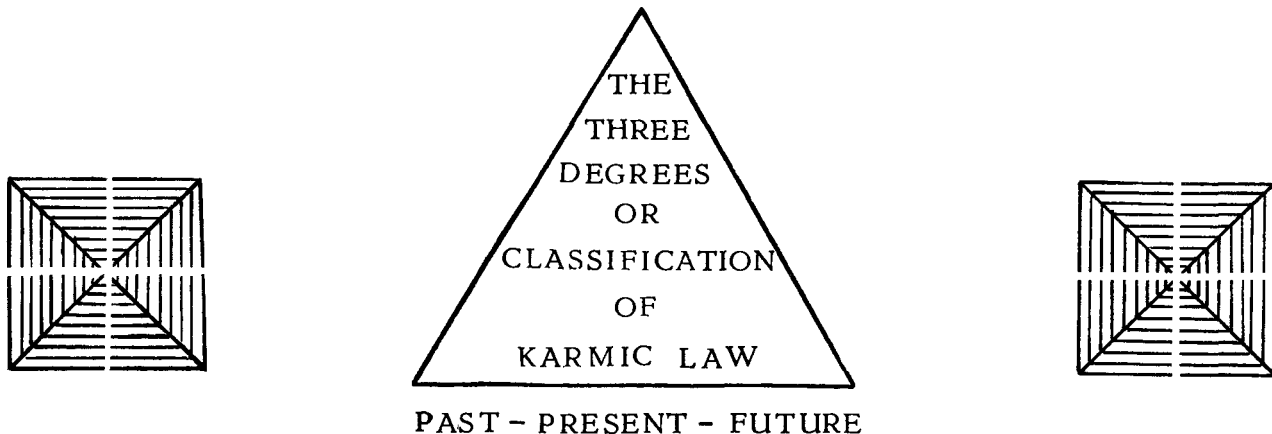 THE
THREE
DEGREES
OR
CLASSIFICATION
OF
KARMIC LAW
PAST - PRESENT - FUTURE